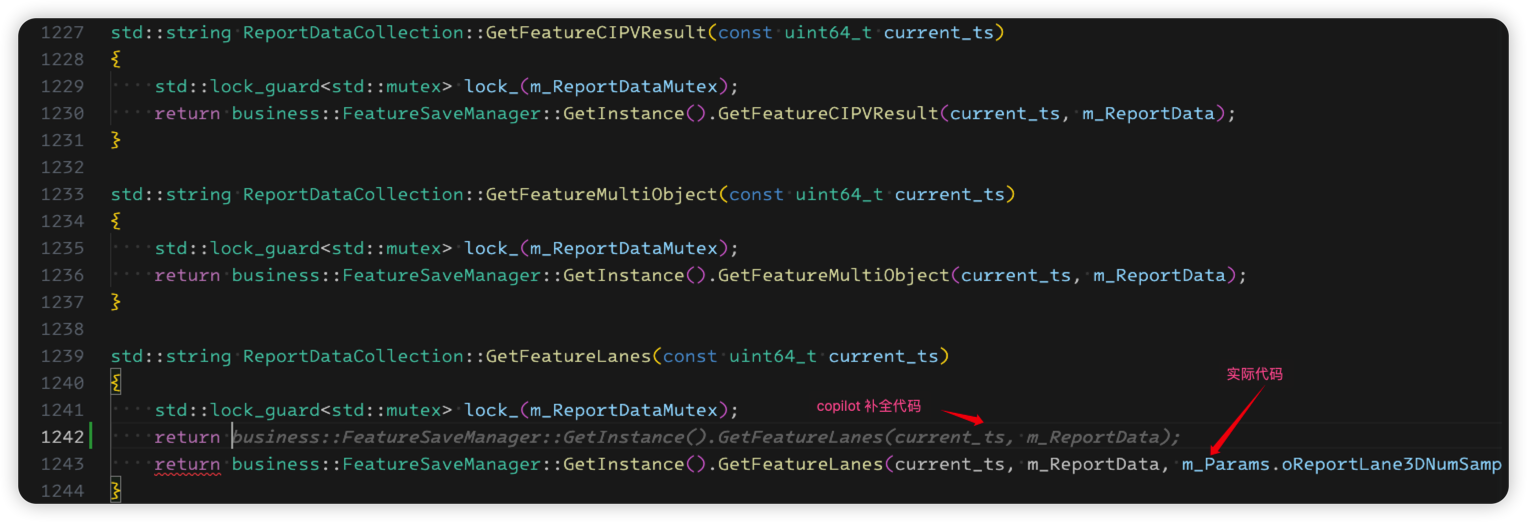 1227 std::string ReportDataCollection::GetFeatureCIPVResult(const uint64_t current_ts)
1228 {
1229 ····std::lock_guard<std::mutex> lock_(m_ReportDataMutex);
1230 ····return business::FeatureSaveManager::GetInstance().GetFeatureCIPVResult(current_ts, m_ReportData);
1231 }
1232
1233 std::string ReportDataCollection::GetFeatureMultiObject(const uint64_t current_ts)
1234 {
1235 ····std::lock_guard<std::mutex> lock_(m_ReportDataMutex);
1236 ····return business::FeatureSaveManager::GetInstance().GetFeatureMultiObject(current_ts, m_ReportData);
1237 }
1238
1239 std::string ReportDataCollection::GetFeatureLanes(const uint64_t current_ts)
实际代码
1240 {
1241 ····std::lock_guard<std::mutex> lock_(m_ReportDataMutex);
copilot 补全代码
1242 ····return business::FeatureSaveManager::GetInstance().GetFeatureLanes(current_ts, m_ReportData);
1243 ····return business::FeatureSaveManager::GetInstance().GetFeatureLanes(current_ts, m_ReportData, m_Params.oReportLane3DNumSamp
1244 }